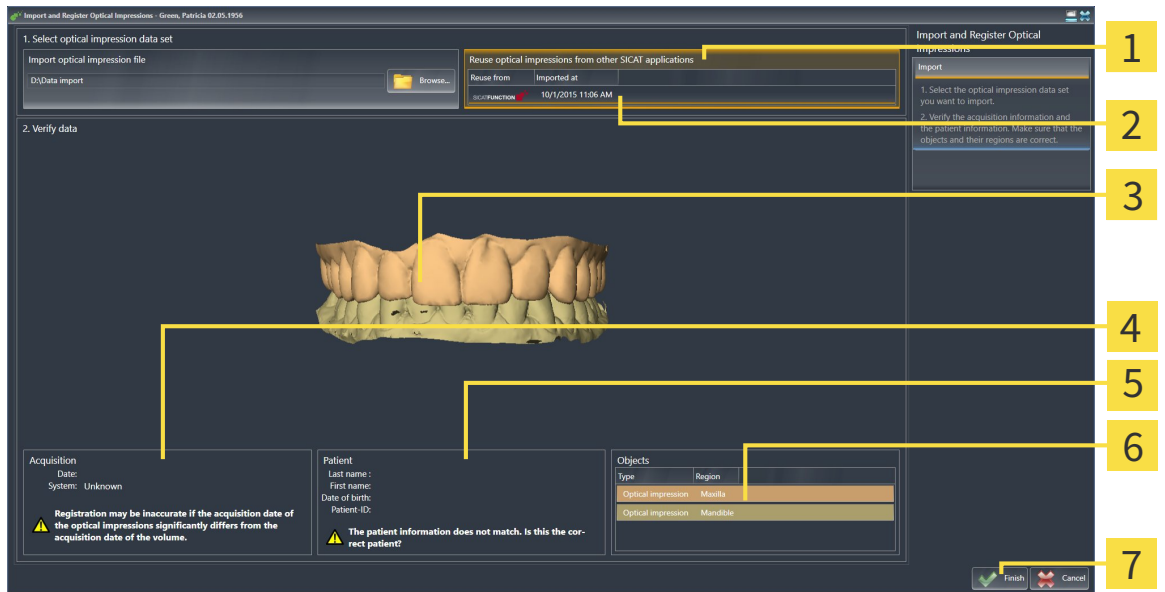 Import and Register Optical Impressions - Green, Patricia 02.05.1956
1. Select optical impression data set
Import optical impression file
D:\Data import
Browse...
Reuse optical impressions from other SICAT applications
Reuse from Imported at
SICATFUNCTION 10/1/2015 11:06 AM
Import and Register Optical
Impressions
Import
1. Select the optical impression data set
you want to import.
2. Verify the acquisition information and
the patient information. Make sure that the
objects and their regions are correct.
2. Verify data
Acquisition
Date:
System: Unknown
Registration may be inaccurate if the acquisition date of
the optical impressions significantly differs from the
acquisition date of the volume.
Patient
Last name :
First name:
Date of birth:
Patient-ID:
The patient information does not match. Is this the cor-
rect patient?
Objects
Type Region
Optical impression Maxilla
Optical impression Mandible
Finish
Cancel
1
2
3
4
5
6
7